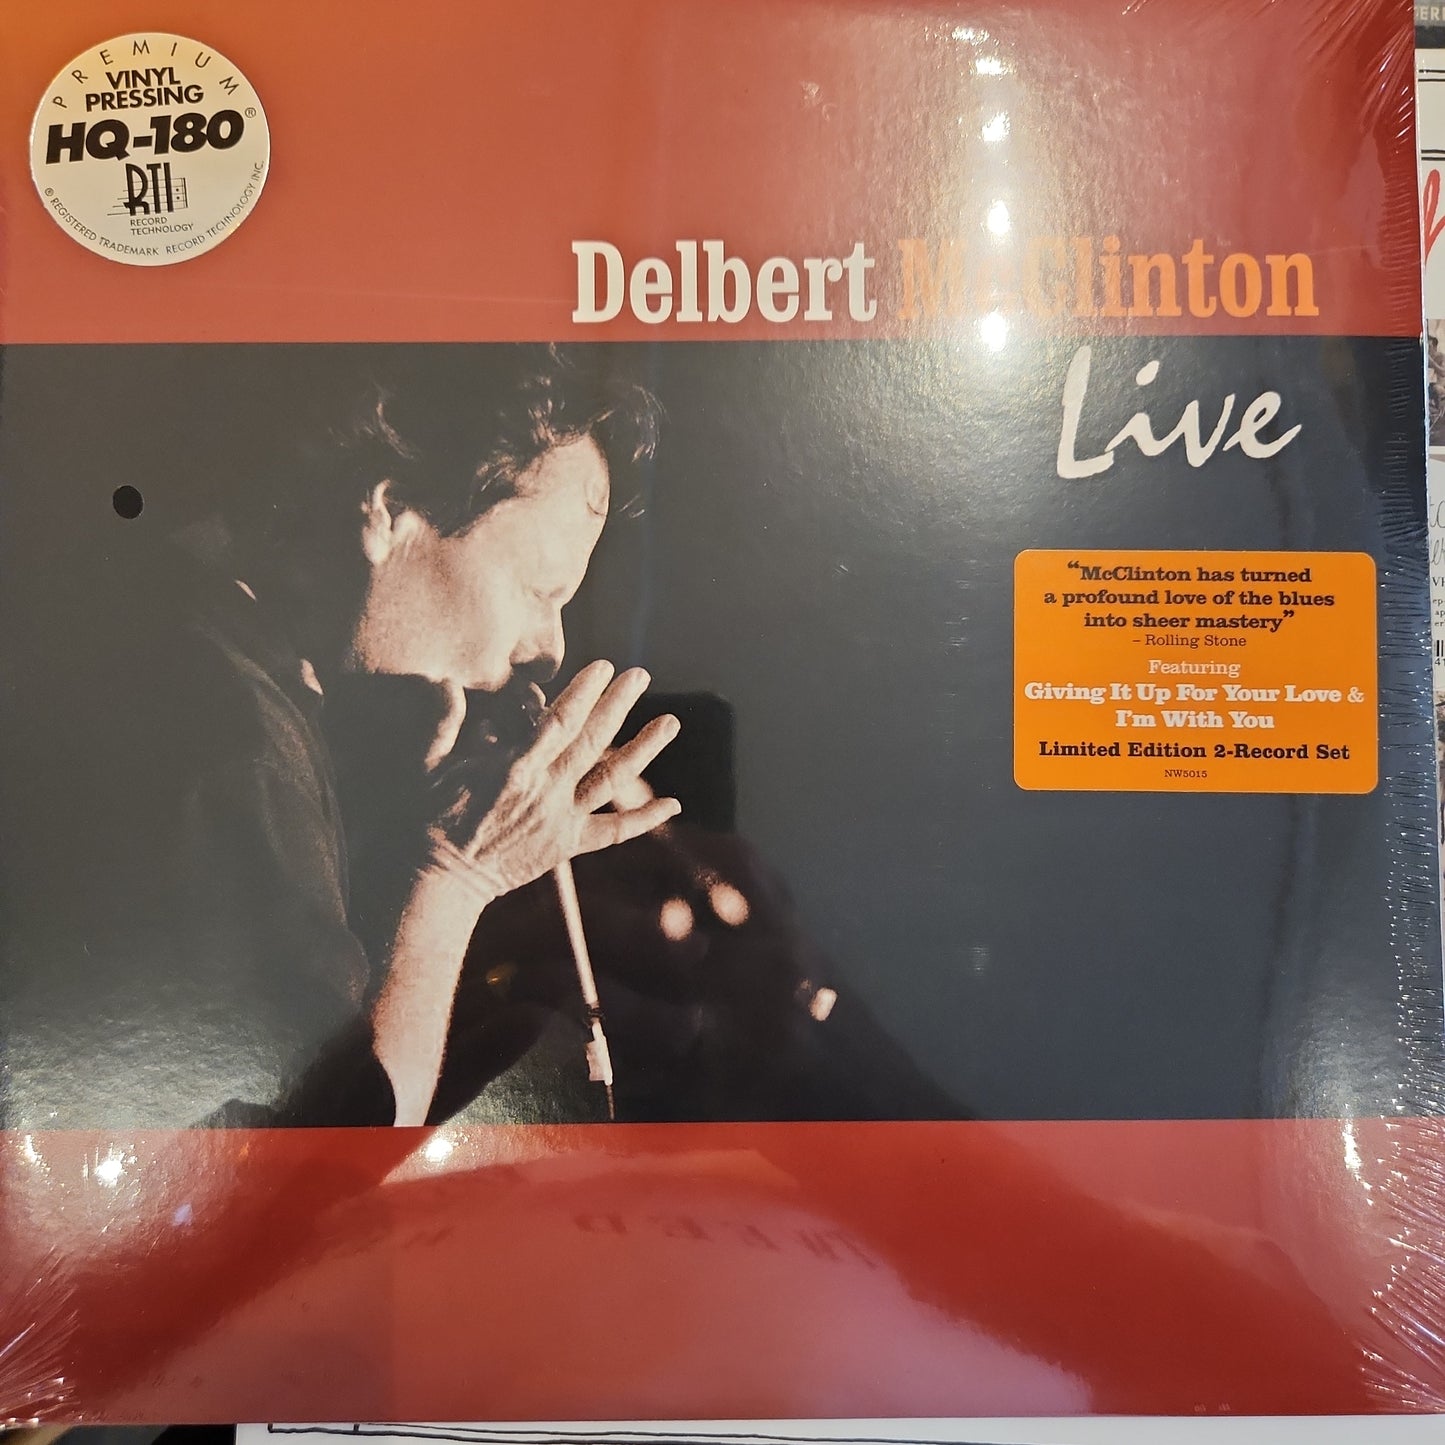 PREMIUM
VINYL
PRESSING
HQ-180®
RTI
RECORD
TECHNOLOGY
® REGISTERED TRADEMARK RECORD TECHNOLOGY INC.
Delbert McClinton
Live
“McClinton has turned
a profound love of the blues
into sheer mastery”
– Rolling Stone
Featuring
Giving It Up For Your Love &
I'm With You
Limited Edition 2-Record Set
NW5015